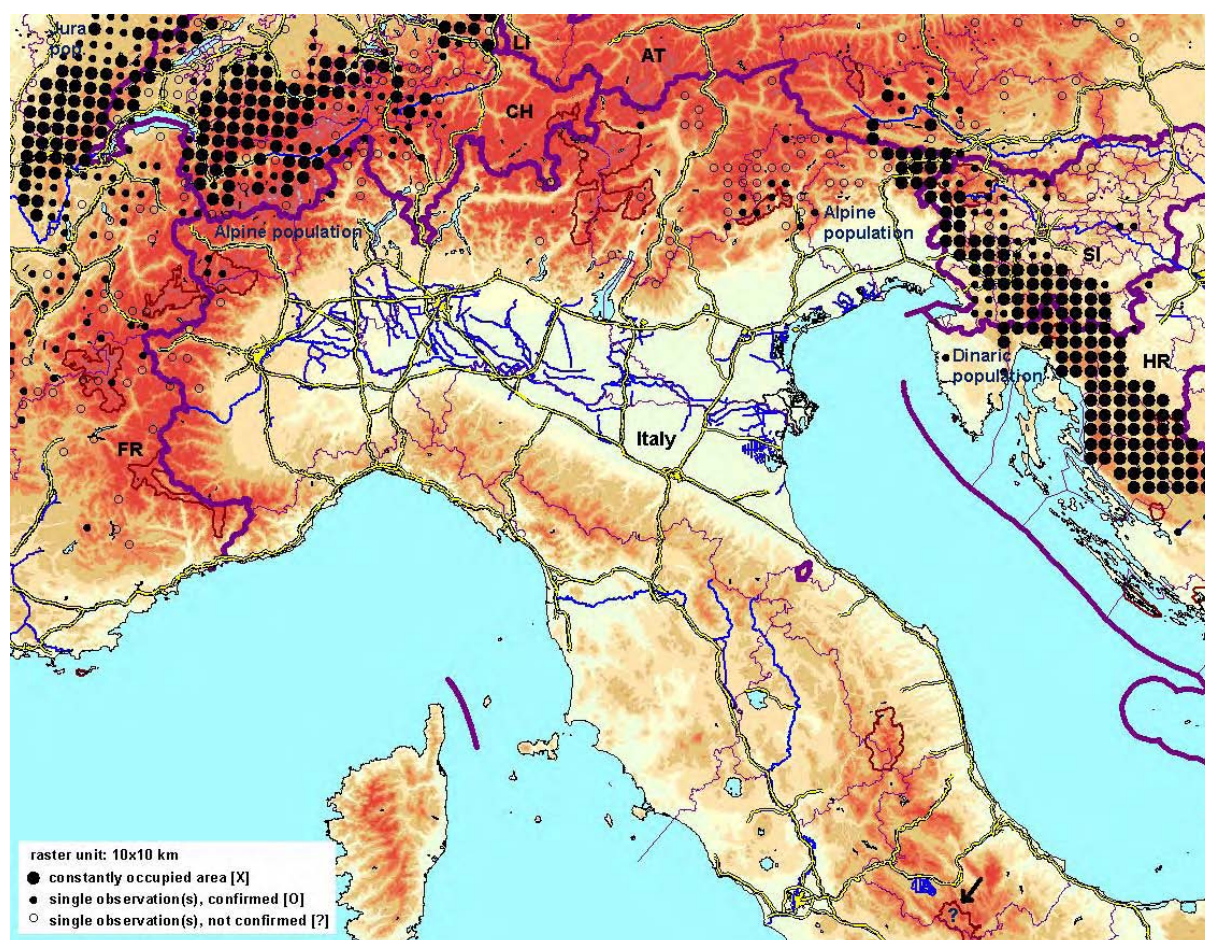 Jura
pop.
LI
AT
CH
Alpine population
Alpine
population
SI
Dinaric
population
HR
FR
Italy
raster unit: 10x10 km
constantly occupied area [X]
single observation(s), confirmed [O]
single observation(s), not confirmed [?]
?